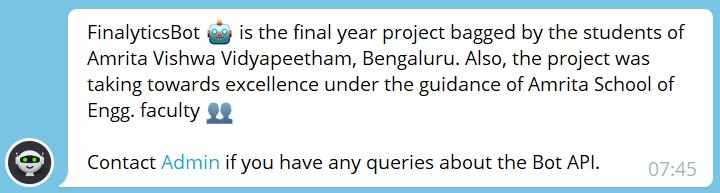 FinalyticsBot 🤖 is the final year project bagged by the students of
Amrita Vishwa Vidyapeetham, Bengaluru. Also, the project was
taking towards excellence under the guidance of Amrita School of
Engg. faculty 👥
Contact Admin if you have any queries about the Bot API.
07:45